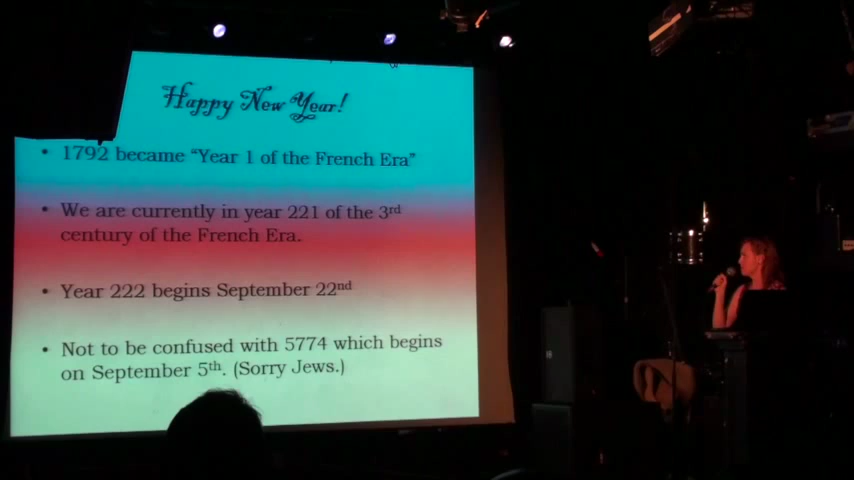 Happy New Year!
• 1792 became “Year 1 of the French Era”
• We are currently in year 221 of the 3rd
century of the French Era.
• Year 222 begins September 22nd
• Not to be confused with 5774 which begins
on September 5th. (Sorry Jews.)